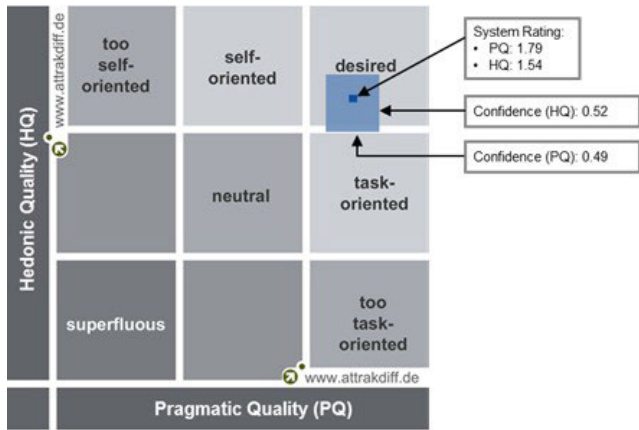 www.attrakdiff.de
Hedonic Quality (HQ)
too
self-
oriented
self-
oriented
desired
System Rating:
• PQ: 1.79
• HQ: 1.54
Confidence (HQ): 0.52
Confidence (PQ): 0.49
neutral
task-
oriented
superfluous
too
task-
oriented
www.attrakdiff.de
Pragmatic Quality (PQ)